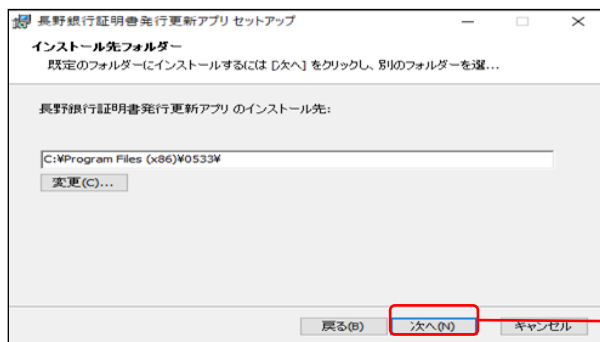 長野銀行証明書発行更新アプリ セットアップ
インストール先フォルダー
既定のフォルダーにインストールするには [次へ] をクリックし、別のフォルダーを選...
長野銀行証明書発行更新アプリ のインストール先:
C:¥Program Files (x86)¥0533¥
変更(C)...
戻る(B) 次へ(N) キャンセル